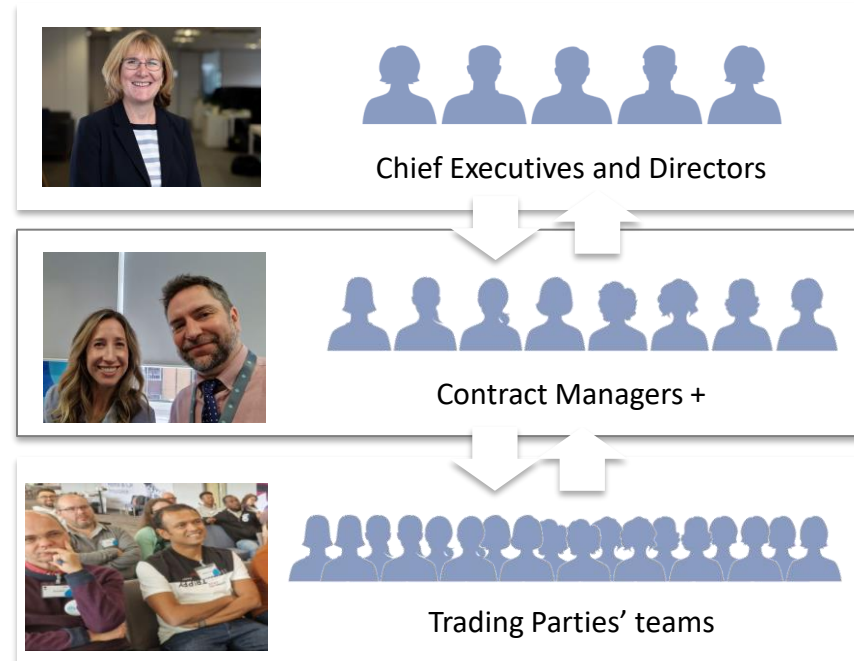 Chief Executives and Directors
Contract Managers +
Trading Parties’ teams